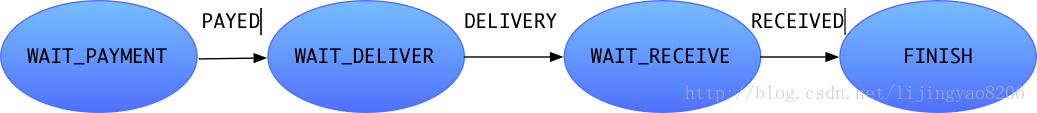 PAYED
DELIVERY
RECEIVED
WAIT_PAYMENT
WAIT_DELIVER
WAIT_RECEIVE
FINISH
http://blog.csdn.net/lijingyao8206